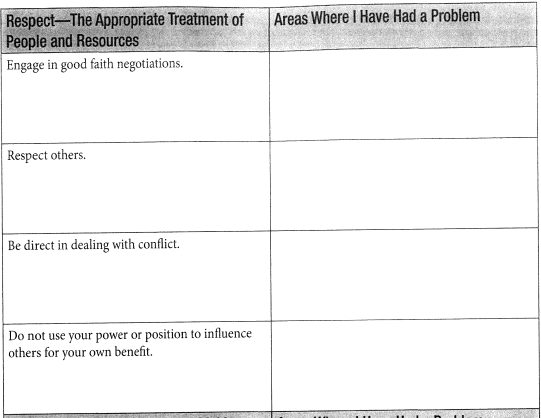 Respect—The Appropriate Treatment of
People and Resources
Areas Where I Have Had a Problem
Engage in good faith negotiations.
Respect others.
Be direct in dealing with conflict.
Do not use your power or position to influence
others for your own benefit.